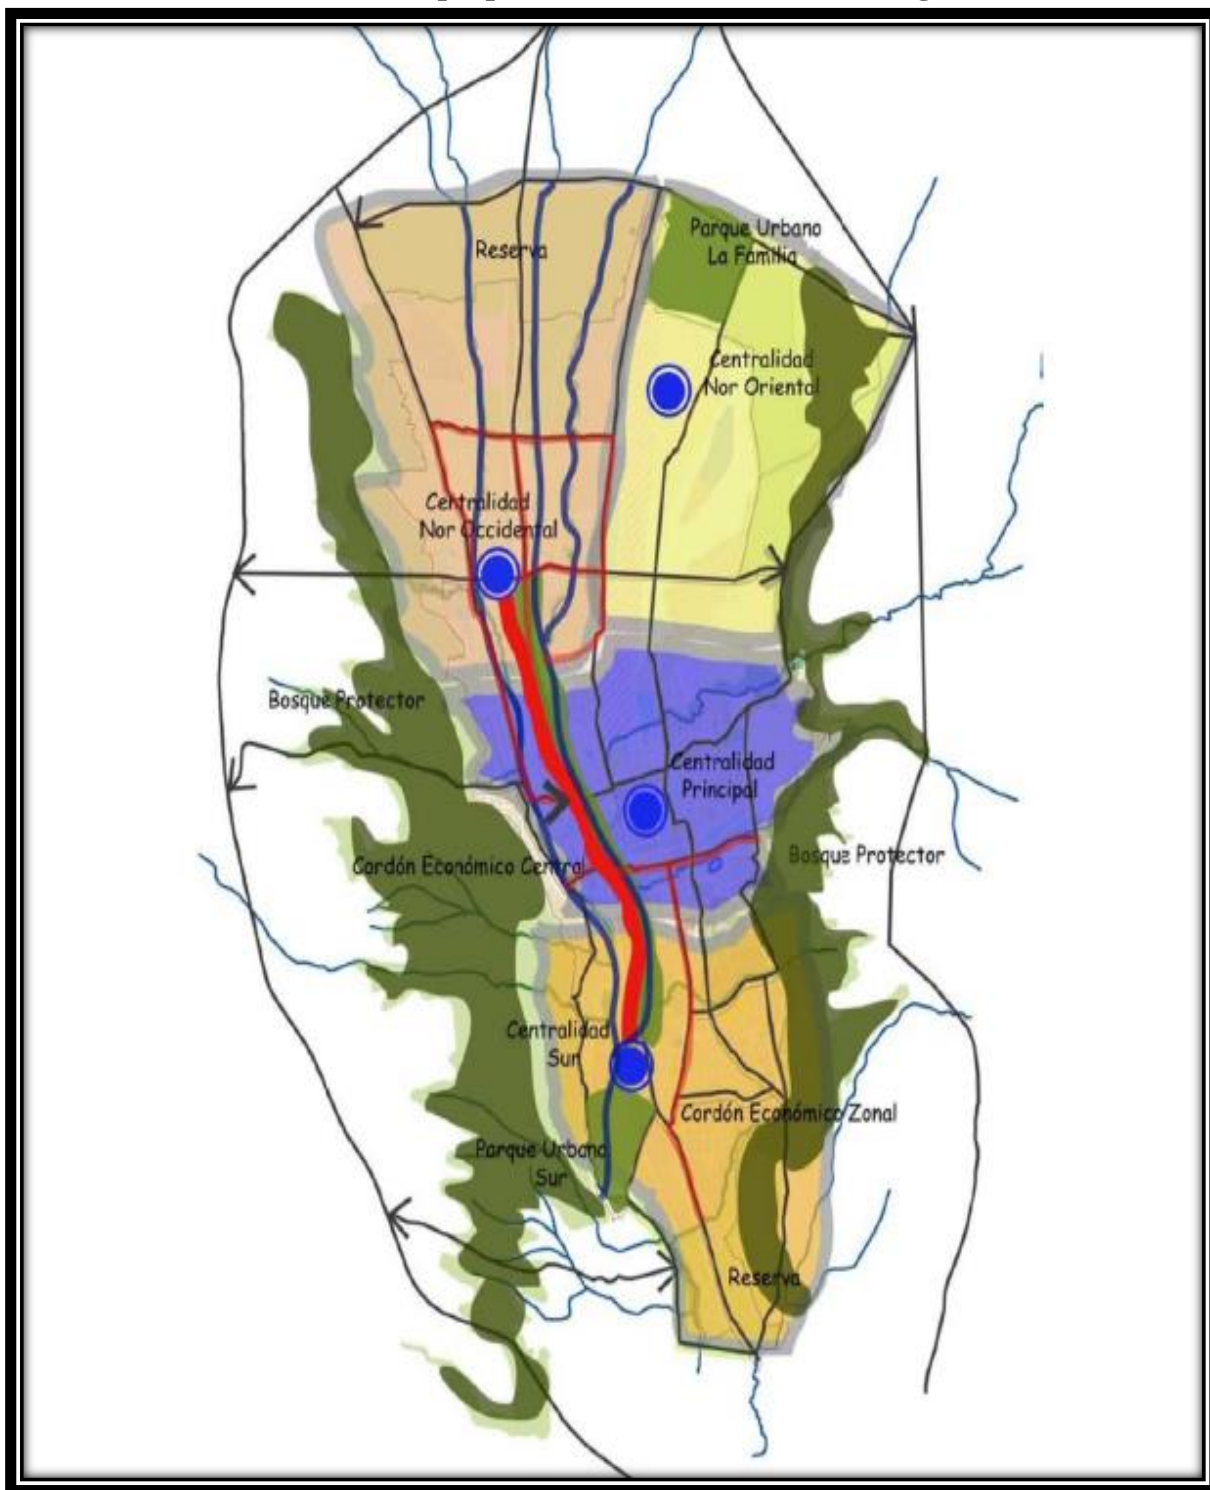 Parque Urbano
La Familia
Reserva
Centralidad
Nor Oriental
Centralidad
Nor Occidental
Bosque Protector
Centralidad
Principal
Bosque Protector
Cordón Económico Central
Centralidad
Sur
Cordón Económico Zonal
Parque Urbano
Sur
Reserva